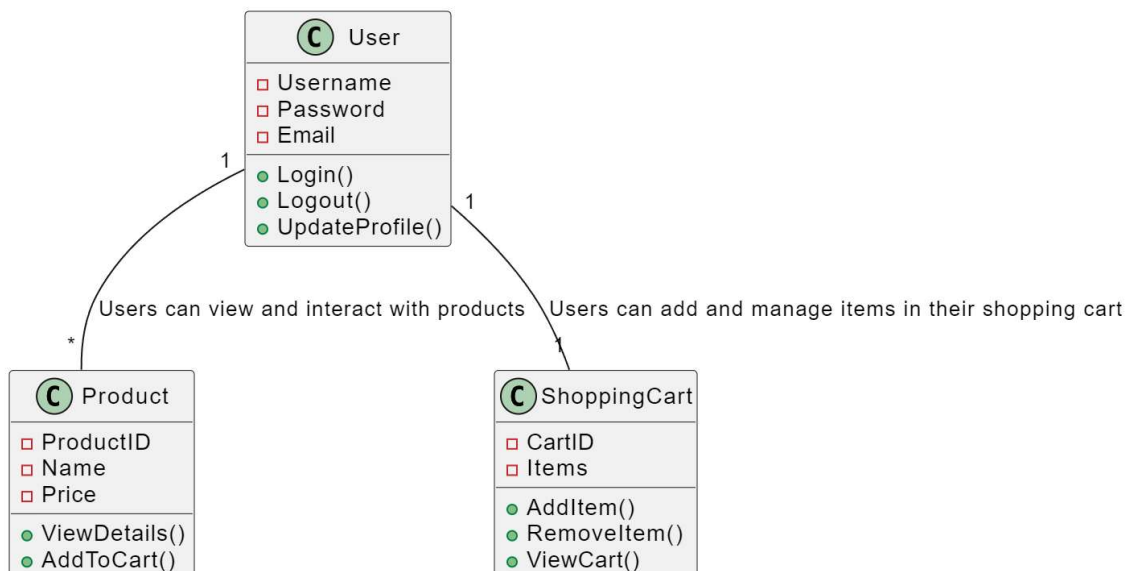 C User
Username
Password
Email
1
Login()
Logout()
UpdateProfile()
1
Users can view and interact with products
Users can add and manage items in their shopping cart
*
1
C Product
ProductID
Name
Price
ViewDetails()
AddToCart()
C ShoppingCart
CartID
Items
AddItem()
RemoveItem()
ViewCart()